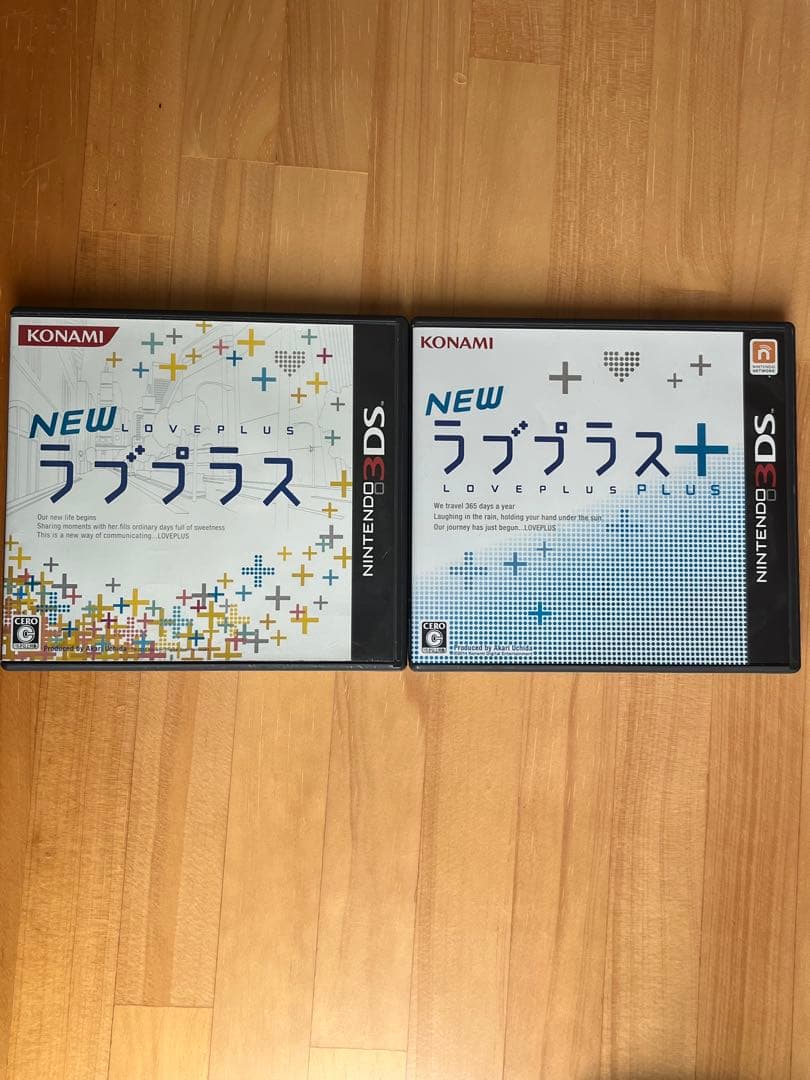 KONAMI
NEW LOVEPLUS
ラブプラス
Our new life begins
Sharing moments with her.fills ordinary days full of sweetness
This is a new way of communicating...LOVEPLUS
CERO
C
Produced by Akari Uchida
NINTENDO 3DS
KONAMI
NEW
ラブプラス+
LOVEPLUS PLUS
We travel 365 days a year
Laughing in the rain, holding your hand under the sun.
Our journey has just begun...LOVEPLUS
CERO
C
Produced by Akari Uchida
n
NINTENDO
NETWORK
NINTENDO 3DS